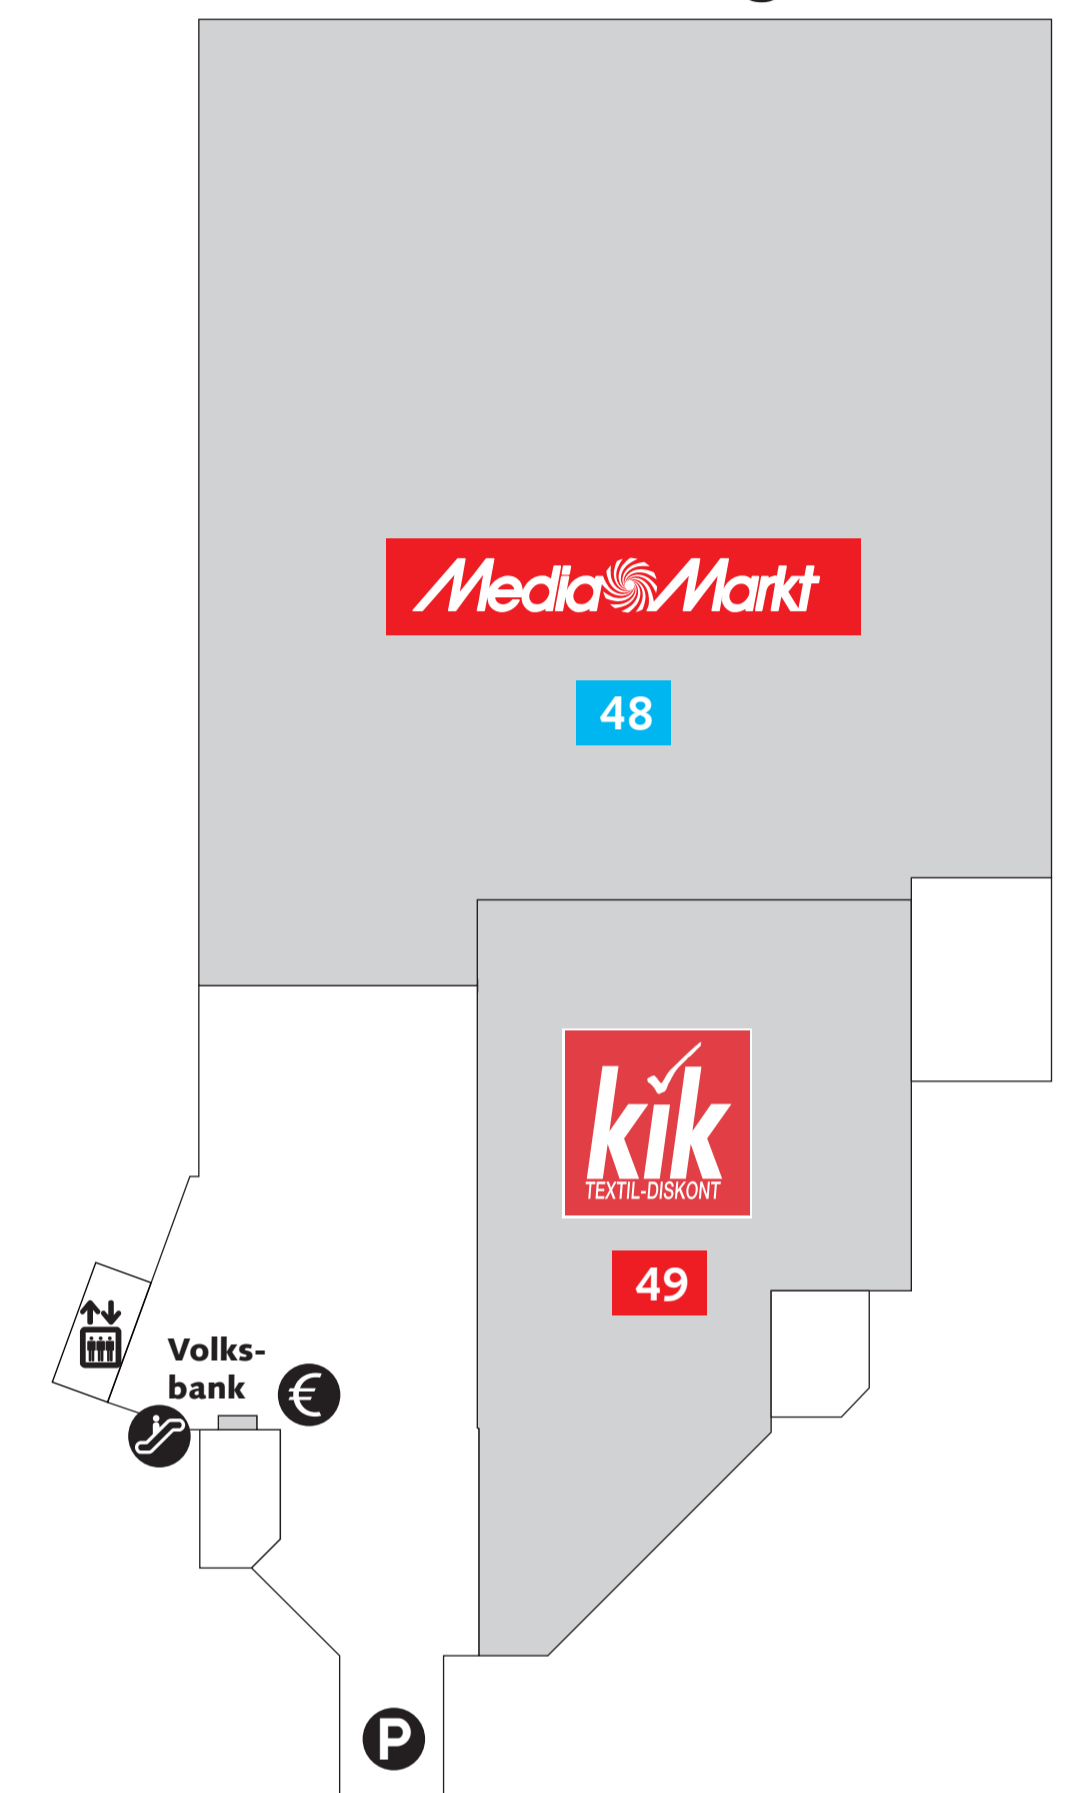 MediaMarkt
48
kik
TEXTIL-DISKONT
49
Volks-
bank
€
P